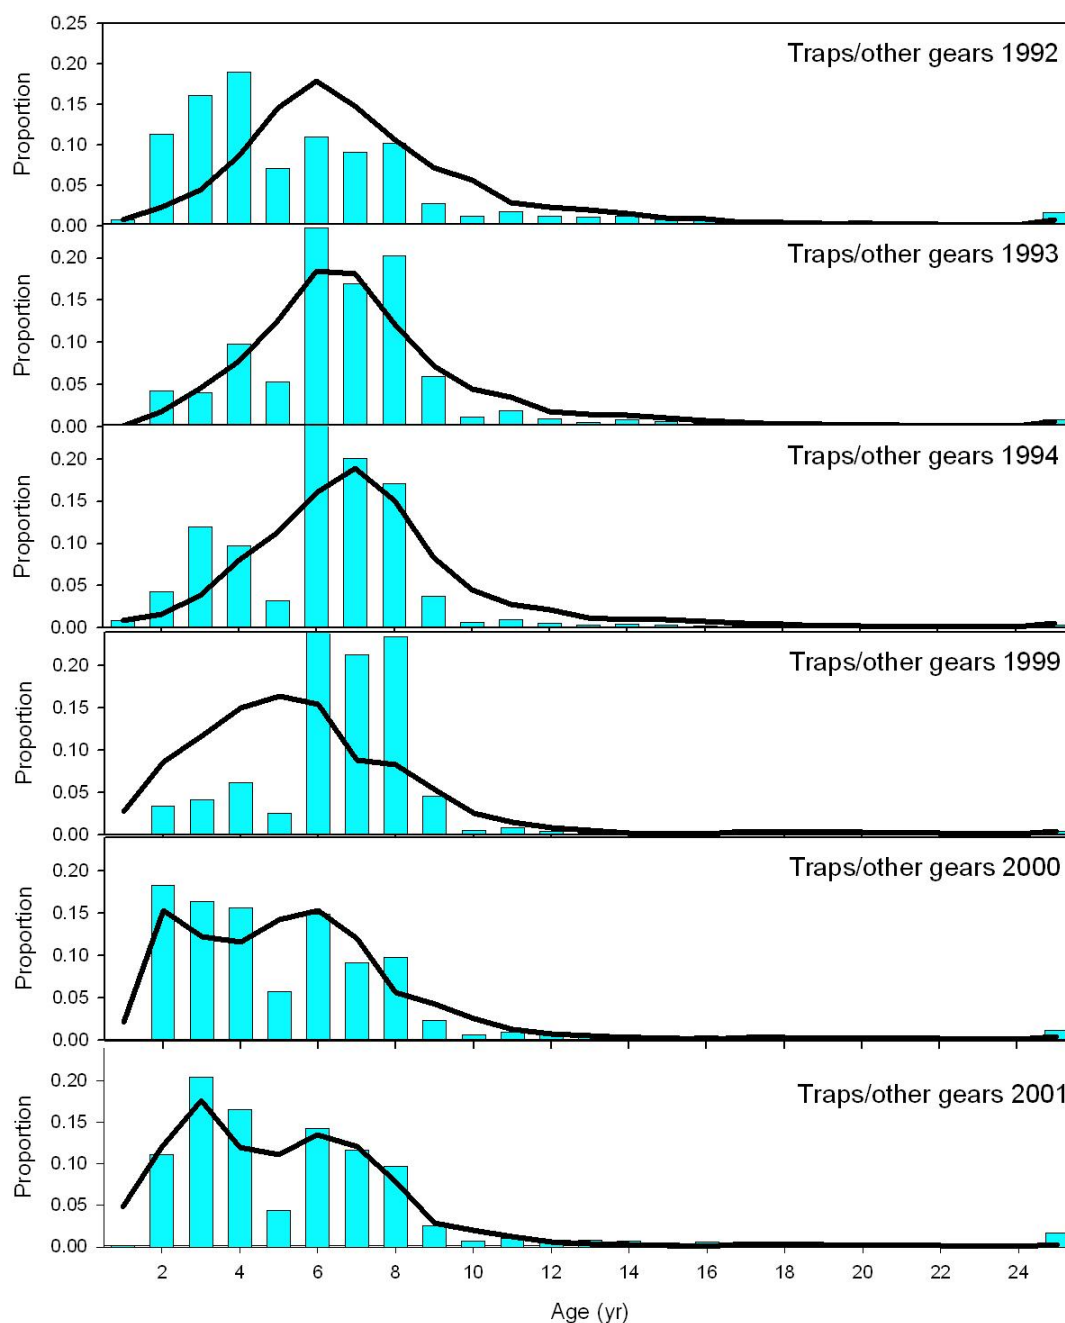 0.25
Traps/other gears 1992
0.20
0.15
0.10
0.05
0.00
Proportion
Traps/other gears 1993
0.20
0.15
0.10
0.05
0.00
Proportion
Traps/other gears 1994
0.20
0.15
0.10
0.05
0.00
Proportion
Traps/other gears 1999
0.20
0.15
0.10
0.05
0.00
Proportion
Traps/other gears 2000
0.20
0.15
0.10
0.05
0.00
Proportion
Traps/other gears 2001
0.20
0.15
0.10
0.05
0.00
Proportion
2 4 6 8 10 12 14 16 18 20 22 24
Age (yr)